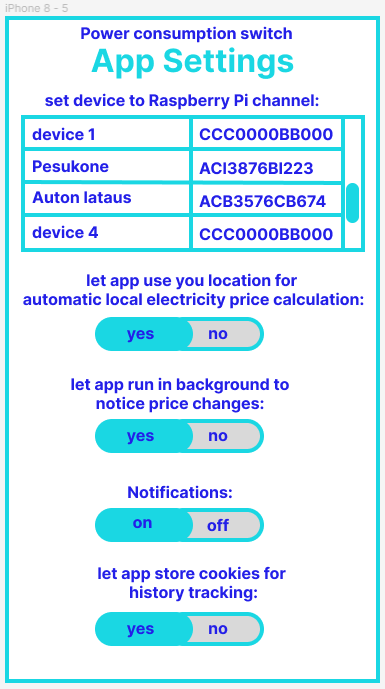 iPhone 8 - 5
Power consumption switch
App Settings
set device to Raspberry Pi channel:
device 1 CCC0000BB000
Pesukone ACI3876BI223
Auton lataus ACB3576CB674
device 4 CCC0000BB000
let app use you location for
automatic local electricity price calculation:
yes no
let app run in background to
notice price changes:
yes no
Notifications:
on off
let app store cookies for
history tracking:
yes no